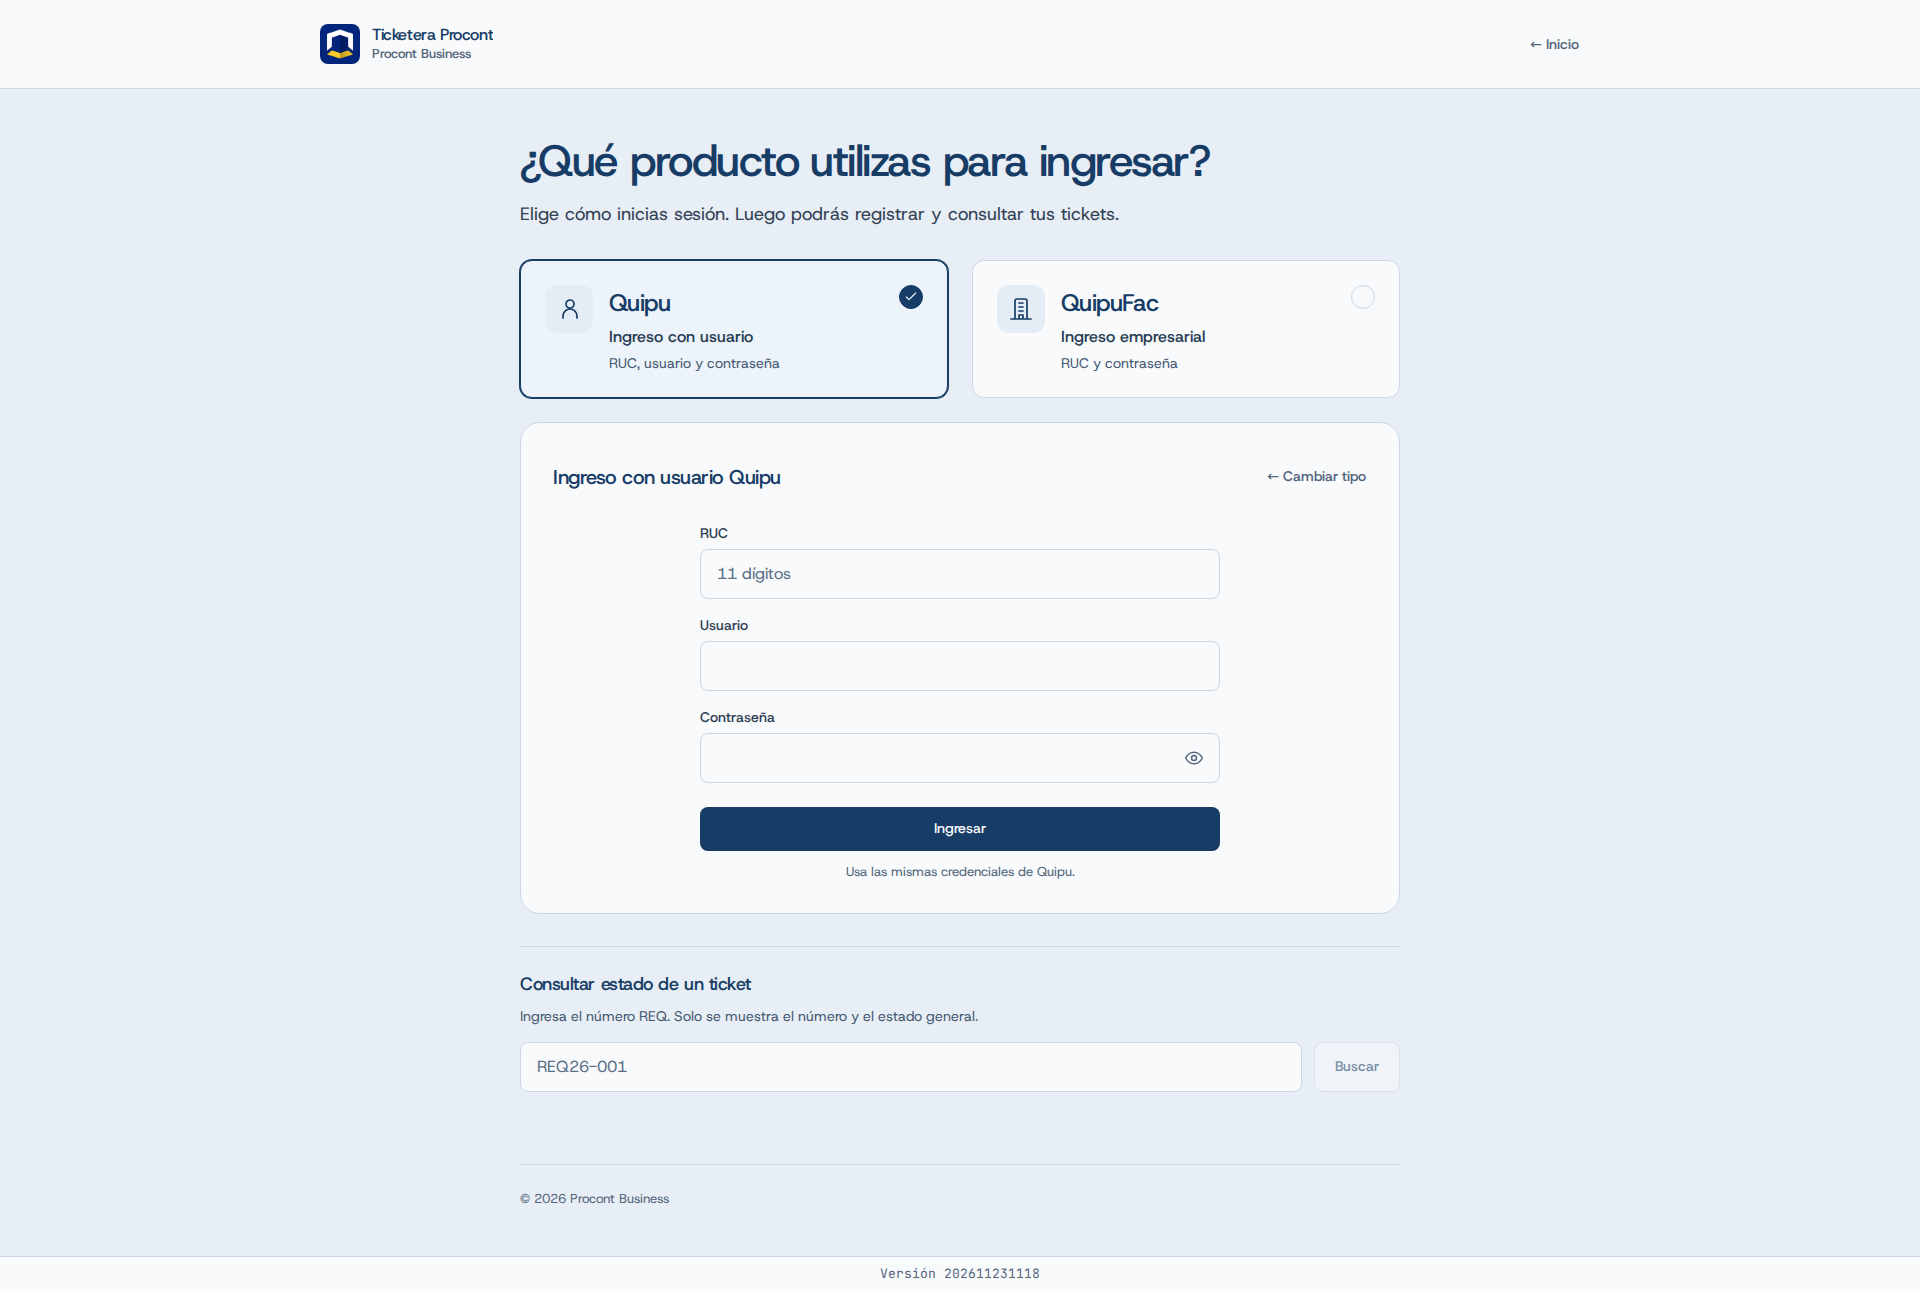 Ticketera Procont
Procont Business
← Inicio
¿Qué producto utilizas para ingresar?
Elige cómo inicias sesión. Luego podrás registrar y consultar tus tickets.
Quipu
Ingreso con usuario
RUC, usuario y contraseña
QuipuFac
Ingreso empresarial
RUC y contraseña
Ingreso con usuario Quipu
← Cambiar tipo
RUC
11 dígitos
Usuario
Contraseña
Ingresar
Usa las mismas credenciales de Quipu.
Consultar estado de un ticket
Ingresa el número REQ. Solo se muestra el número y el estado general.
REQ26-001
Buscar
© 2026 Procont Business
Versión 202611231118